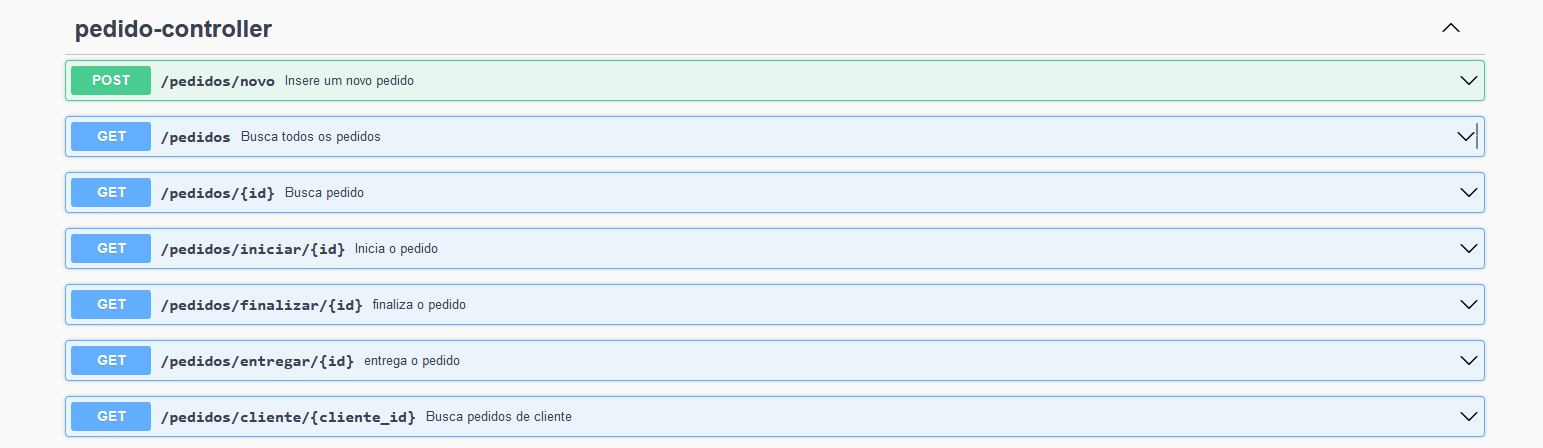 pedido-controller
POST /pedidos/novo Insere um novo pedido
GET /pedidos Busca todos os pedidos
GET /pedidos/{id} Busca pedido
GET /pedidos/iniciar/{id} Inicia o pedido
GET /pedidos/finalizar/{id} finaliza o pedido
GET /pedidos/entregar/{id} entrega o pedido
GET /pedidos/cliente/{cliente_id} Busca pedidos de cliente